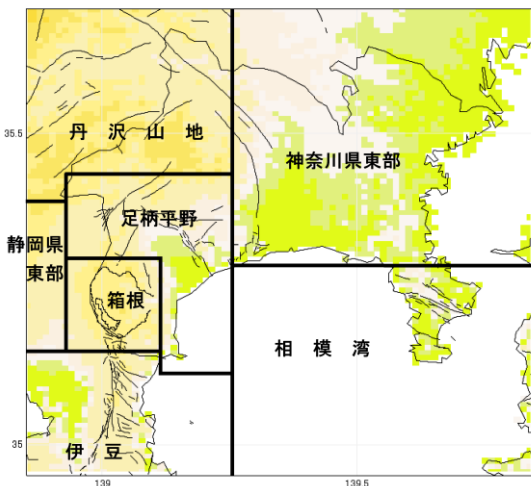 丹沢山地
35.5
神奈川県東部
足柄平野
静岡県
東部
箱根
相模湾
35
伊豆
139
139.5